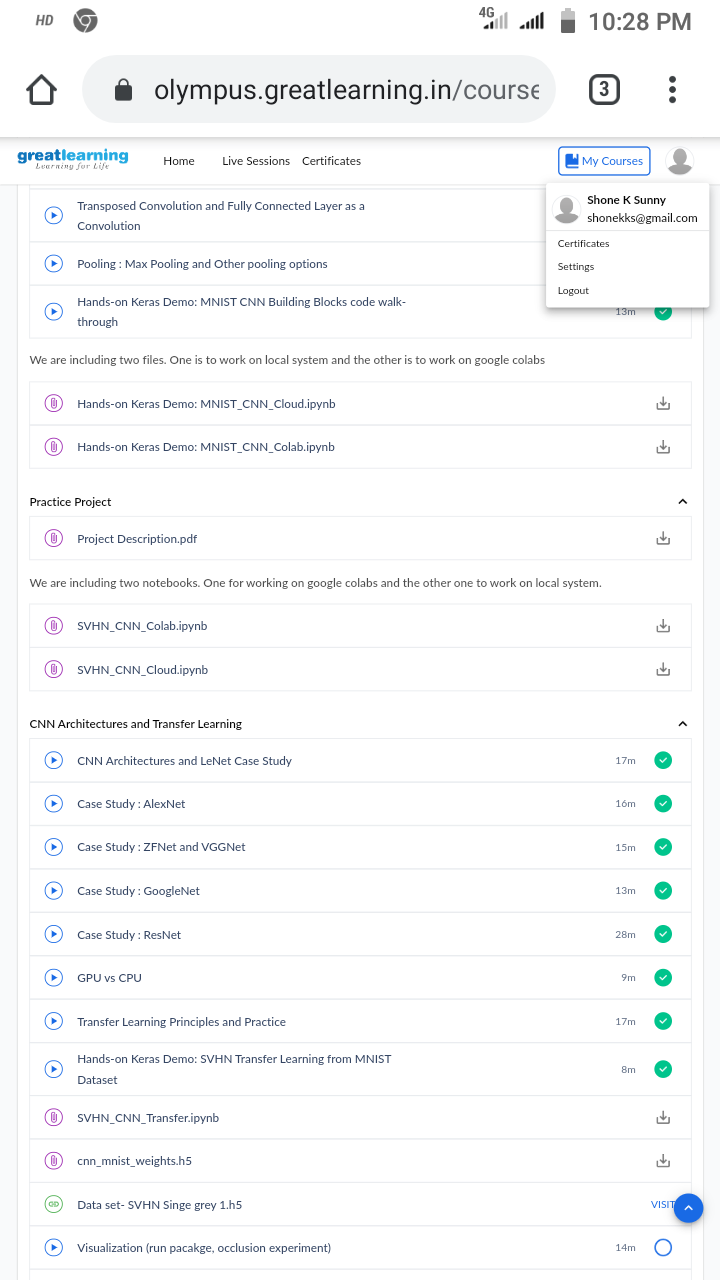 HD
4G
10:28 PM
olympus.greatlearning.in/course
3
greatlearning
Learning for Life
Home
Live Sessions
Certificates
My Courses
Shone K Sunny
shonekks@gmail.com
Certificates
Settings
Logout
Transposed Convolution and Fully Connected Layer as a
Convolution
Pooling : Max Pooling and Other pooling options
Hands-on Keras Demo: MNIST CNN Building Blocks code walk-
through
13m
We are including two files. One is to work on local system and the other is to work on google colabs
Hands-on Keras Demo: MNIST_CNN_Cloud.ipynb
Hands-on Keras Demo: MNIST_CNN_Colab.ipynb
Practice Project
Project Description.pdf
We are including two notebooks. One for working on google colabs and the other one to work on local system.
SVHN_CNN_Colab.ipynb
SVHN_CNN_Cloud.ipynb
CNN Architectures and Transfer Learning
CNN Architectures and LeNet Case Study 17m
Case Study : AlexNet 16m
Case Study : ZFNet and VGGNet 15m
Case Study : GoogleNet 13m
Case Study : ResNet 28m
GPU vs CPU 9m
Transfer Learning Principles and Practice 17m
Hands-on Keras Demo: SVHN Transfer Learning from MNIST
Dataset
8m
SVHN_CNN_Transfer.ipynb
cnn_mnist_weights.h5
Data set- SVHN Singe grey 1.h5 VISIT
Visualization (run pacakge, occlusion experiment) 14m